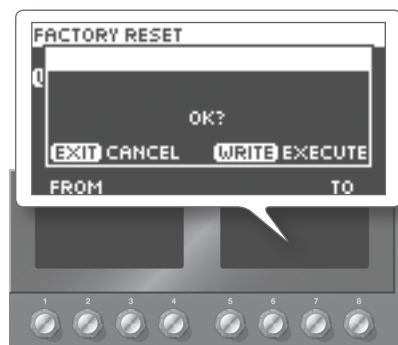 FACTORY RESET
OK?
EXIT CANCEL WRITE EXECUTE
FROM TO
1 2 3 4 5 6 7 8